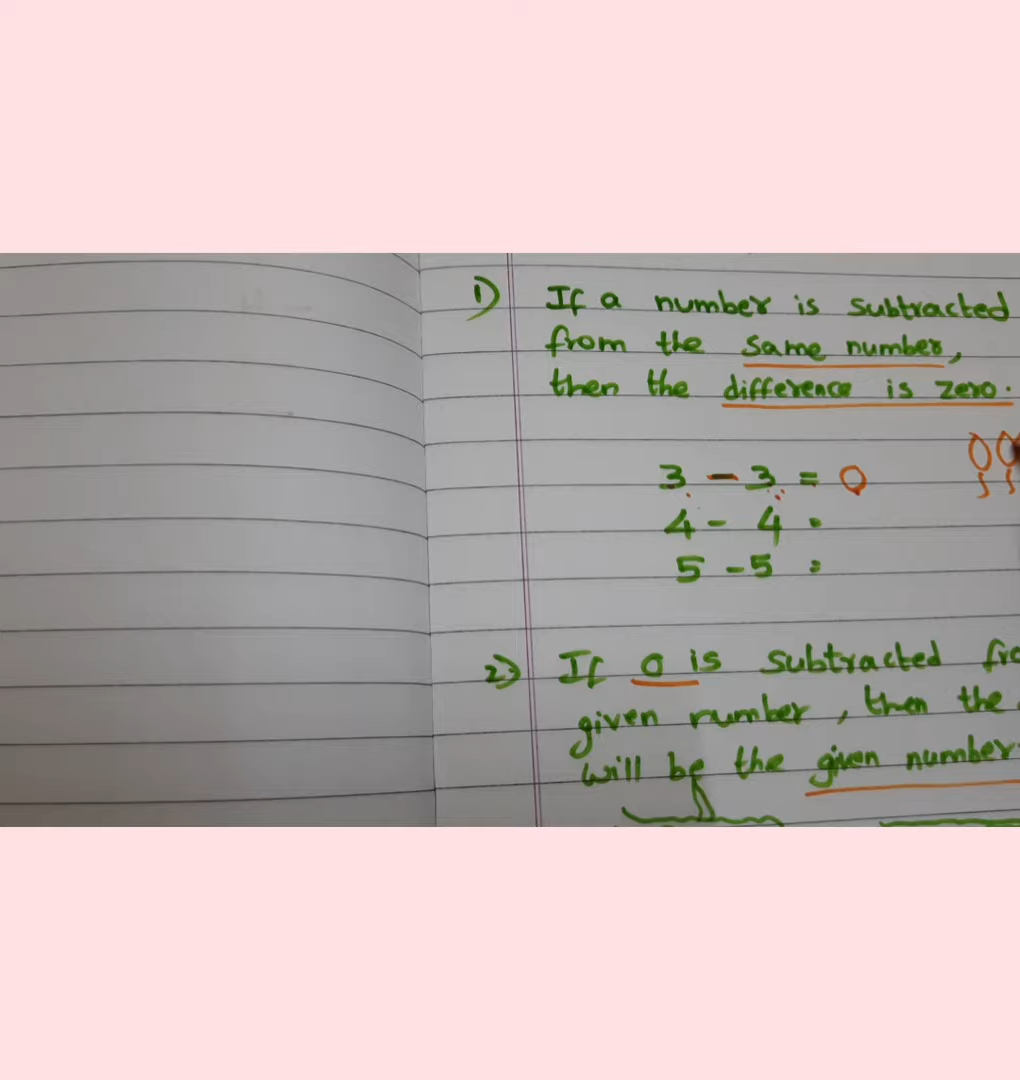 1) If a number is subtracted
from the same number,
then the difference is zero.
3 - 3 = 0
4 - 4 =
5 - 5 =
2) If 0 is subtracted
given number, then the
will be the given number